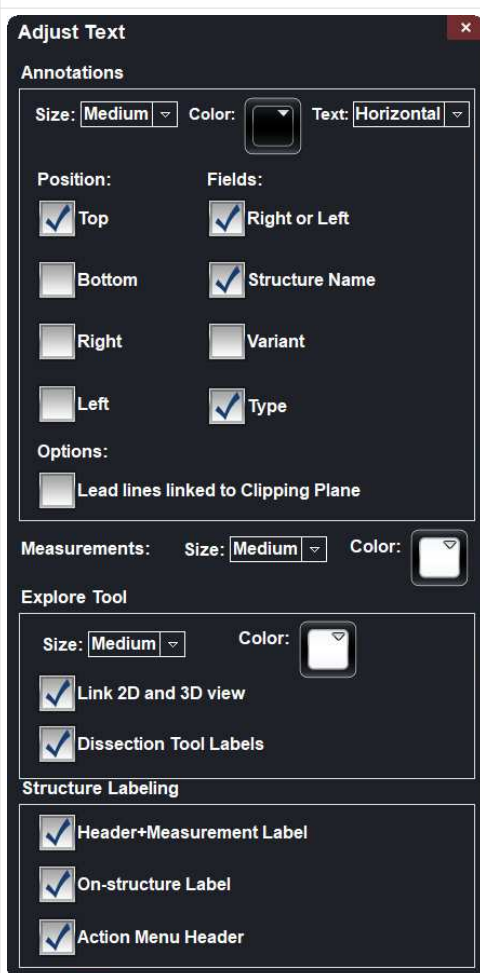 Adjust Text
Annotations
Size: Medium Color: Text: Horizontal
Position: Fields:
Top Right or Left
Bottom Structure Name
Right Variant
Left Type
Options:
Lead lines linked to Clipping Plane
Measurements: Size: Medium Color:
Explore Tool
Size: Medium Color:
Link 2D and 3D view
Dissection Tool Labels
Structure Labeling
Header+Measurement Label
On-structure Label
Action Menu Header